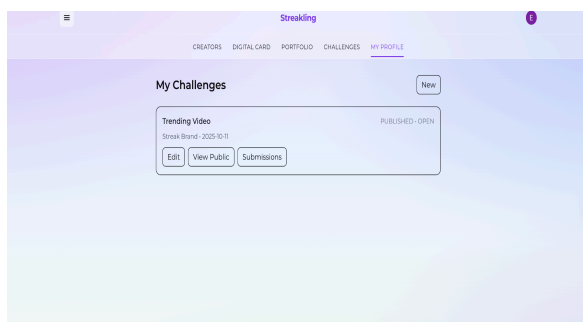 Streakling
E
CREATORS DIGITAL CARD PORTFOLIO CHALLENGES MY PROFILE
My Challenges
New
Trending Video
PUBLISHED • OPEN
Streak Brand • 2025-10-11
Edit View Public Submissions